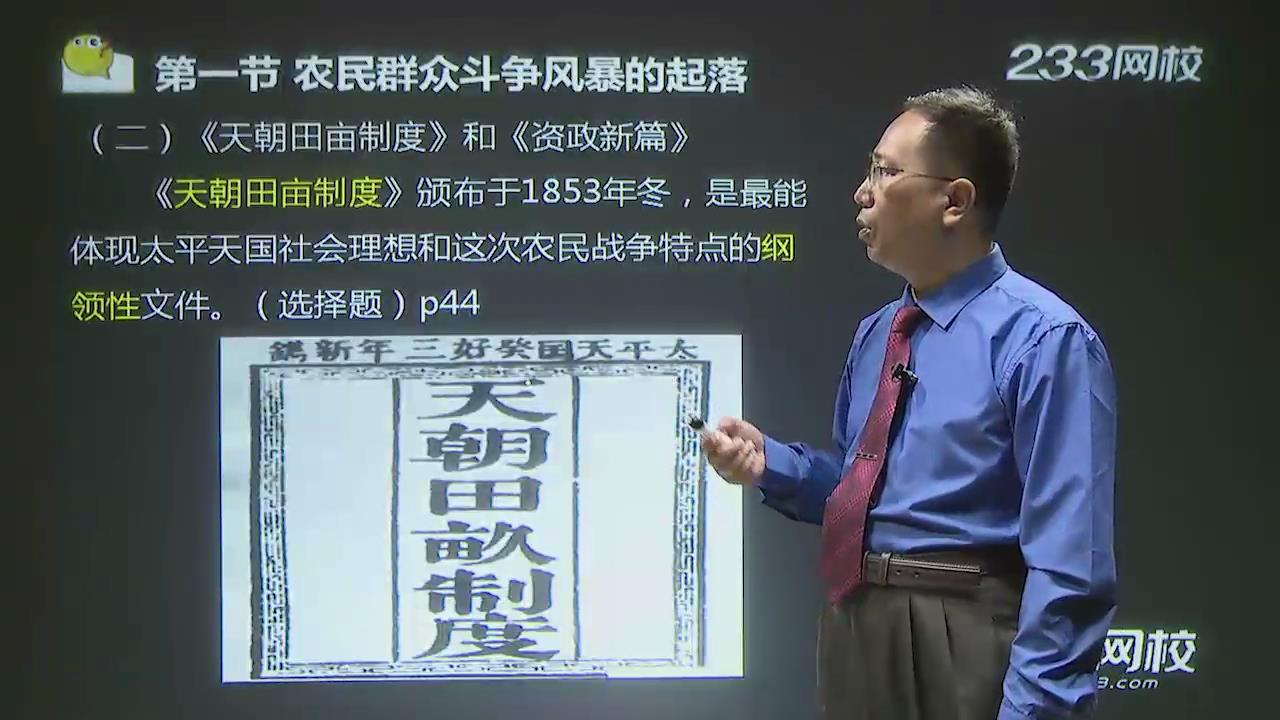 第一节 农民群众斗争风暴的起落
233网校
（二）《天朝田亩制度》和《资政新篇》
《天朝田亩制度》颁布于1853年冬，是最能
体现太平天国社会理想和这次农民战争特点的纲
领性文件。（选择题）p44
太平天国癸好三年新鐫
天朝田畝制度
网校
3.com